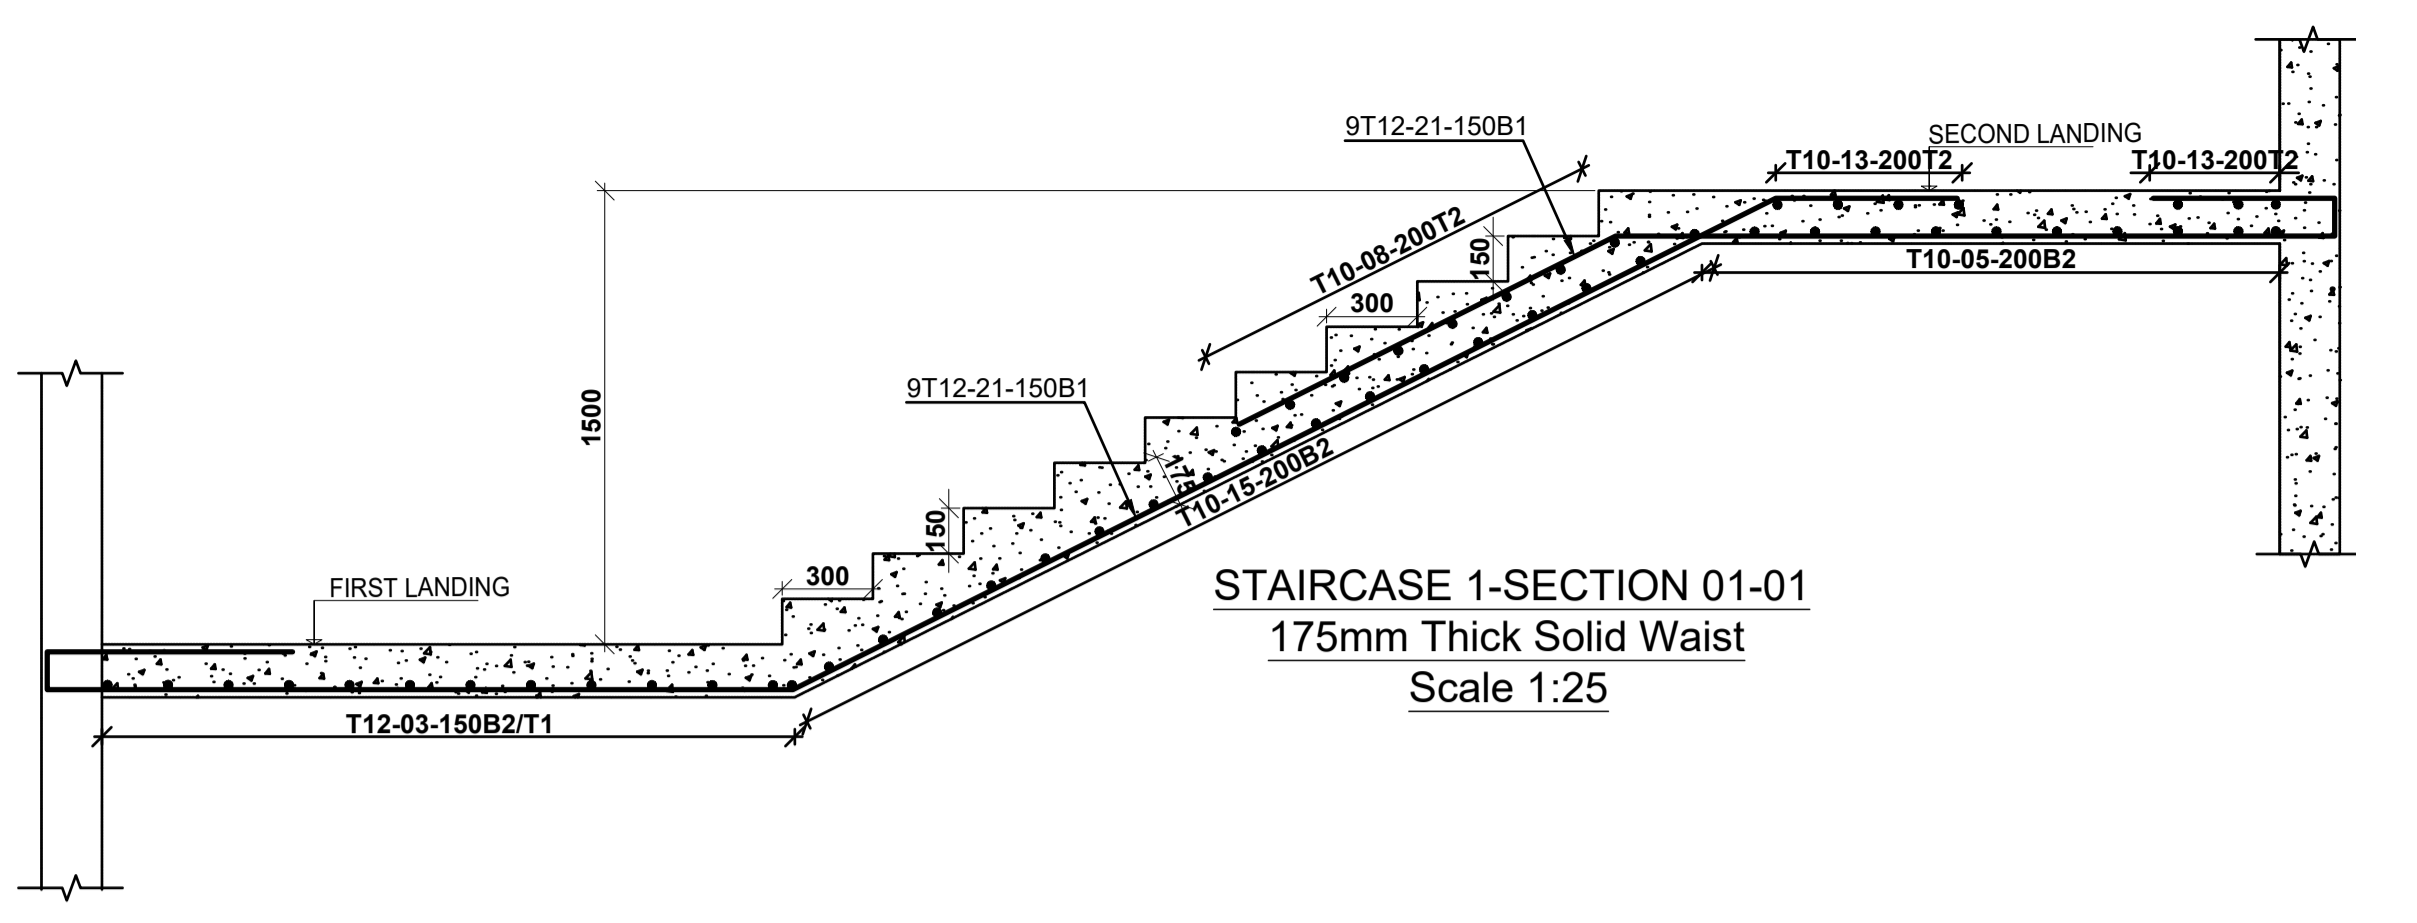 9T12-21-150B1
SECOND LANDING
T10-13-200T2
T10-13-200T2
T10-08-200T2
150
T10-05-200B2
300
1500
9T12-21-150B1
175
T10-15-200B2
150
300
FIRST LANDING
STAIRCASE 1-SECTION 01-01
175mm Thick Solid Waist
Scale 1:25
T12-03-150B2/T1